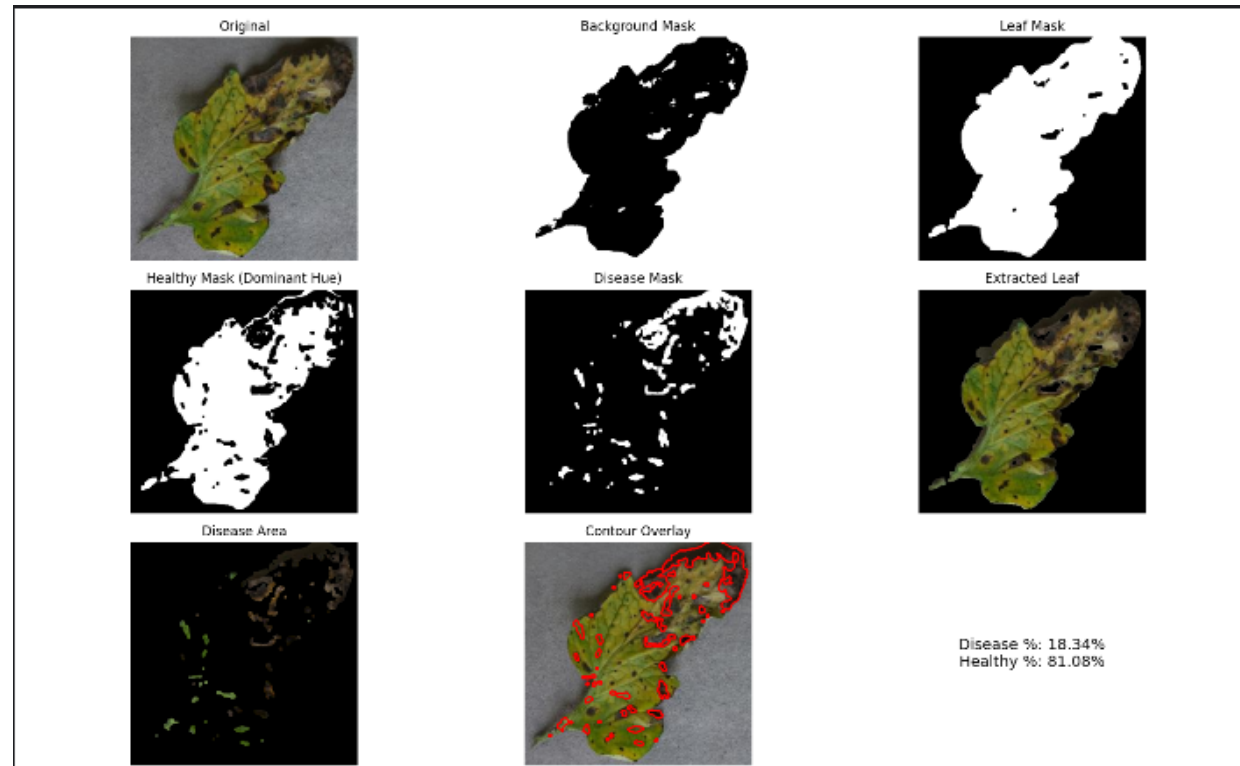 Original
Background Mask
Leaf Mask
Healthy Mask (Dominant Hue)
Disease Mask
Extracted Leaf
Disease Area
Contour Overlay
Disease %: 18.34%
Healthy %: 81.08%